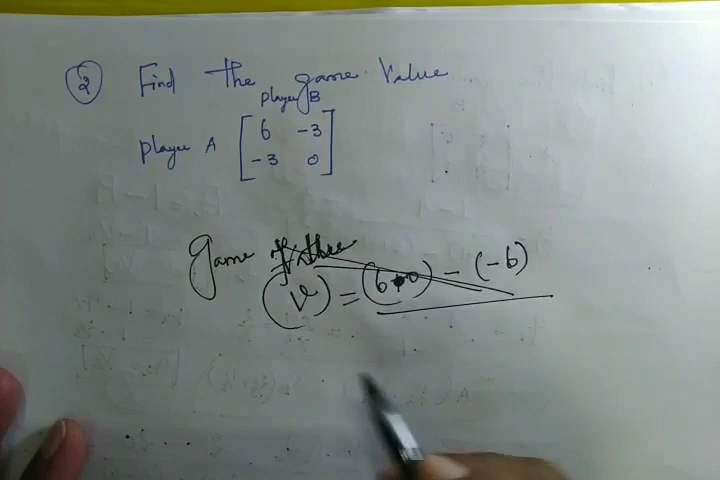 ② Find the game Value
player B
player A [ 6 -3
-3 0 ]
Game
(V) = (6+0) - (-6)